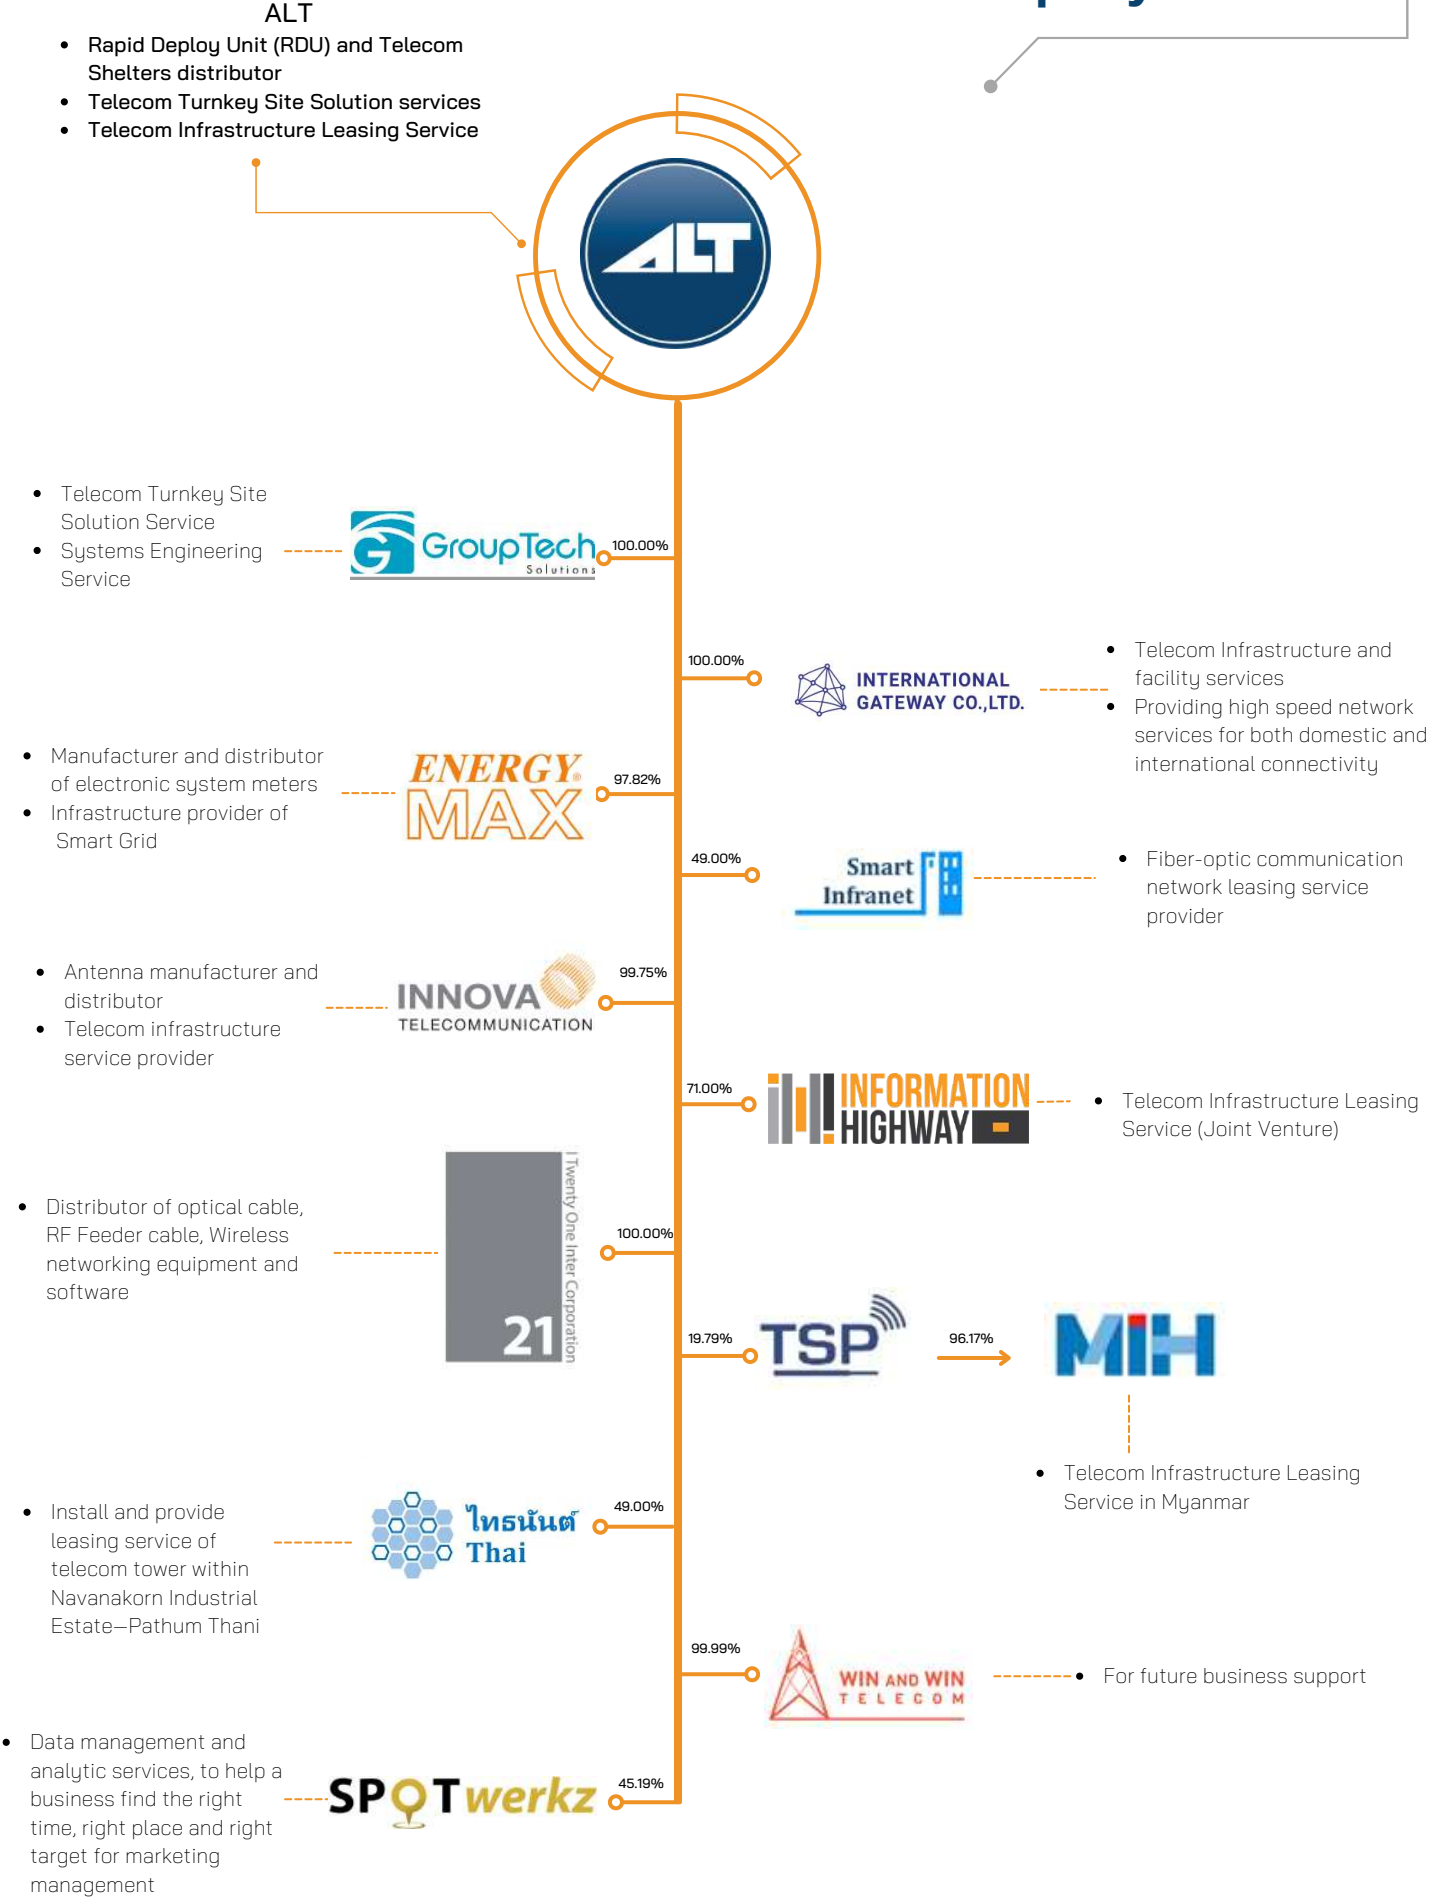 ALT
• Rapid Deploy Unit (RDU) and Telecom
Shelters distributor
• Telecom Turnkey Site Solution services
• Telecom Infrastructure Leasing Service
ALT
• Telecom Turnkey Site
Solution Service
• Systems Engineering
Service
GroupTech
Solutions
100.00%
100.00%
INTERNATIONAL
GATEWAY CO.,LTD.
• Telecom Infrastructure and
facility services
• Providing high speed network
services for both domestic and
international connectivity
• Manufacturer and distributor
of electronic system meters
• Infrastructure provider of
Smart Grid
ENERGY
MAX
97.82%
49.00%
Smart
Infranet
• Fiber-optic communication
network leasing service
provider
• Antenna manufacturer and
distributor
• Telecom infrastructure
service provider
INNOVA
TELECOMMUNICATION
99.75%
71.00%
INFORMATION
HIGHWAY
• Telecom Infrastructure Leasing
Service (Joint Venture)
• Distributor of optical cable,
RF Feeder cable, Wireless
networking equipment and
software
21
I Twenty One Inter Corporation
100.00%
19.79%
TSP
96.17%
MIH
• Telecom Infrastructure Leasing
Service in Myanmar
• Install and provide
leasing service of
telecom tower within
Navanakorn Industrial
Estate—Pathum Thani
ไทธนันต์
Thai
49.00%
99.99%
WIN AND WIN
TELECOM
• For future business support
• Data management and
analytic services, to help a
business find the right
time, right place and right
target for marketing
management
SPOTwerkz
45.19%